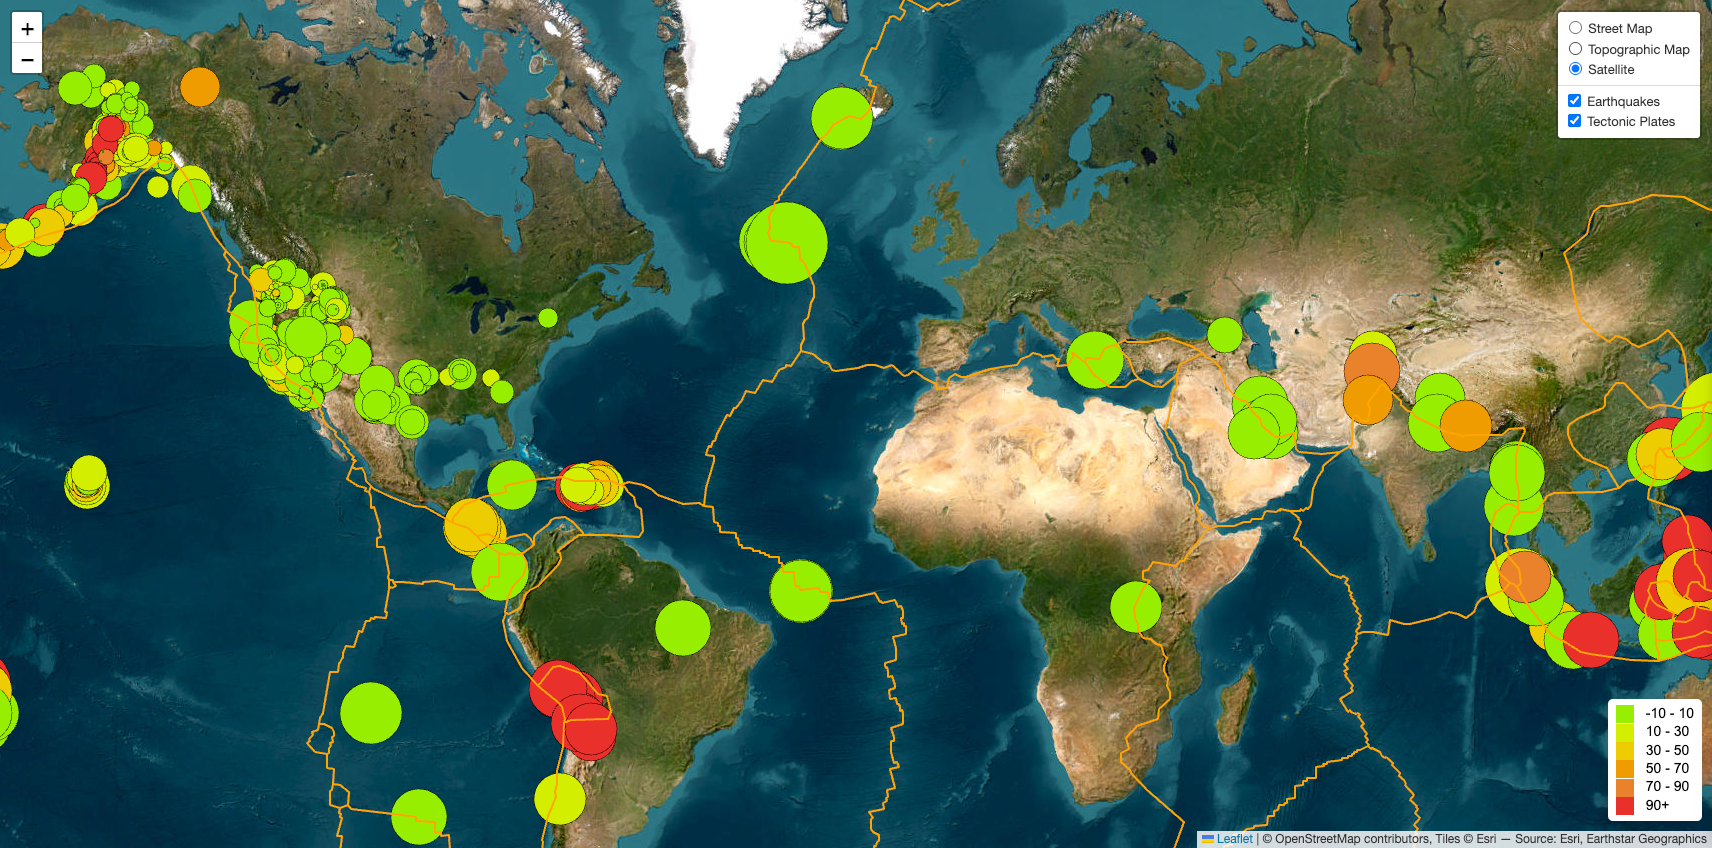 +
−
Street Map
Topographic Map
Satellite
Earthquakes
Tectonic Plates
-10 - 10
10 - 30
30 - 50
50 - 70
70 - 90
90+
Leaflet | © OpenStreetMap contributors, Tiles © Esri — Source: Esri, Earthstar Geographics